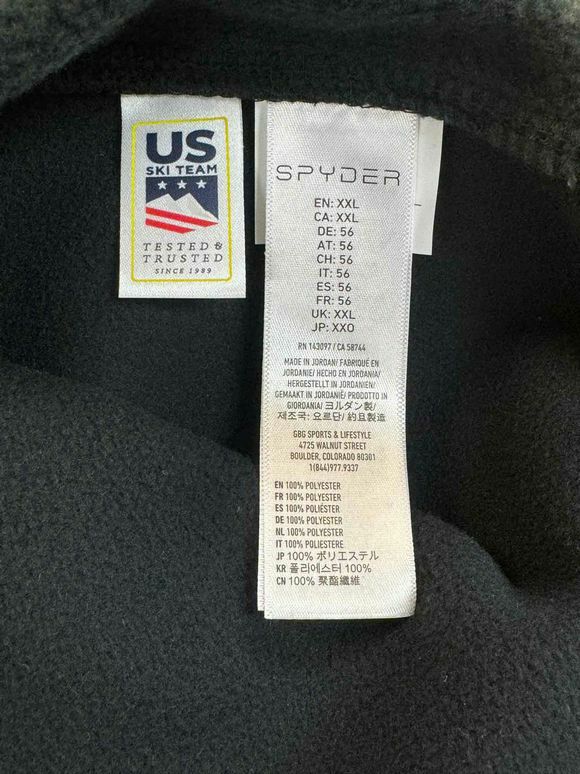 US
SKI TEAM
TESTED &
TRUSTED
SINCE 1989
SPYDER
EN: XXL
CA: XXL
DE: 56
AT: 56
CH: 56
IT: 56
ES: 56
FR: 56
UK: XXL
JP: XXO
RN 143097 / CA 58744
MADE IN JORDAN/ FABRIQUÉ EN
JORDANIE/ HECHO EN JORDANIA/
HERGESTELLT IN JORDANIEN/
GEMAAKT IN JORDANIË/ PRODOTTO IN
GIORDANIA/ ヨルダン製/
제조국: 요르단/ 約旦製造
GBG SPORTS & LIFESTYLE
4725 WALNUT STREET
BOULDER, COLORADO 80301
1(844)977.9337
EN 100% POLYESTER
FR 100% POLYESTER
ES 100% POLIÉSTER
DE 100% POLYESTER
NL 100% POLYESTER
IT 100% POLIESTERE
JP 100% ポリエステル
KR 폴리에스터 100%
CN 100% 聚酯纖維